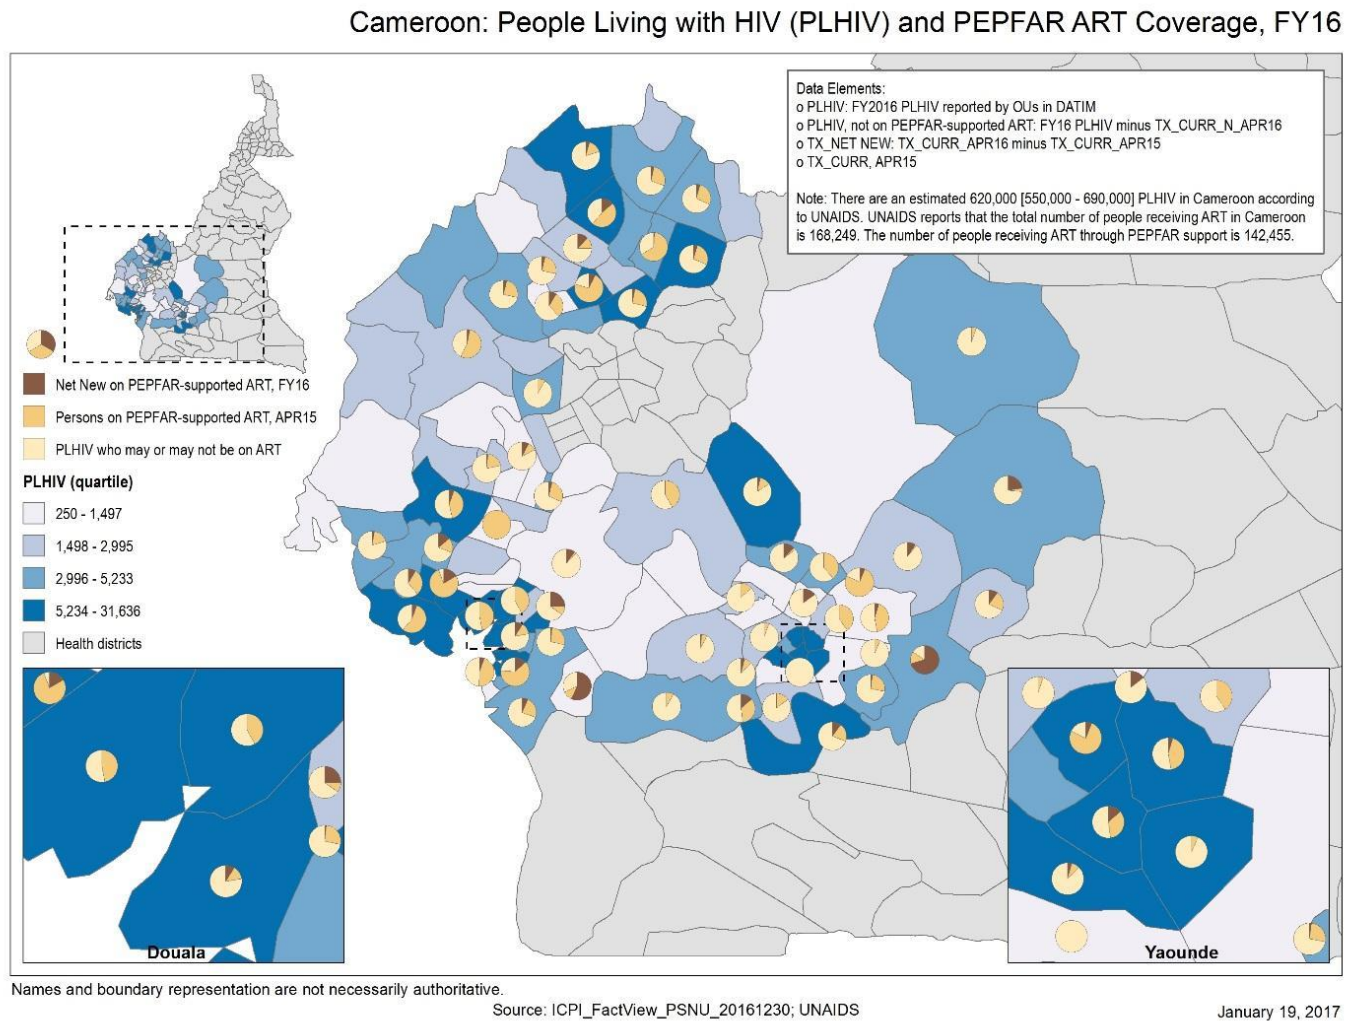 Cameroon: People Living with HIV (PLHIV) and PEPFAR ART Coverage, FY16
Data Elements:
o PLHIV: FY2016 PLHIV reported by OUs in DATIM
o PLHIV, not on PEPFAR-supported ART: FY16 PLHIV minus TX_CURR_N_APR16
o TX_NET NEW: TX_CURR_APR16 minus TX_CURR_APR15
o TX_CURR, APR15
Note: There are an estimated 620,000 [550,000 - 690,000] PLHIV in Cameroon according
to UNAIDS. UNAIDS reports that the total number of people receiving ART in Cameroon
is 168,249. The number of people receiving ART through PEPFAR support is 142,455.
Net New on PEPFAR-supported ART, FY16
Persons on PEPFAR-supported ART, APR15
PLHIV who may or may not be on ART
PLHIV (quartile)
250 - 1,497
1,498 - 2,995
2,996 - 5,233
5,234 - 31,636
Health districts
Douala
Yaounde
Names and boundary representation are not necessarily authoritative.
Source: ICPI_FactView_PSNU_20161230; UNAIDS
January 19, 2017